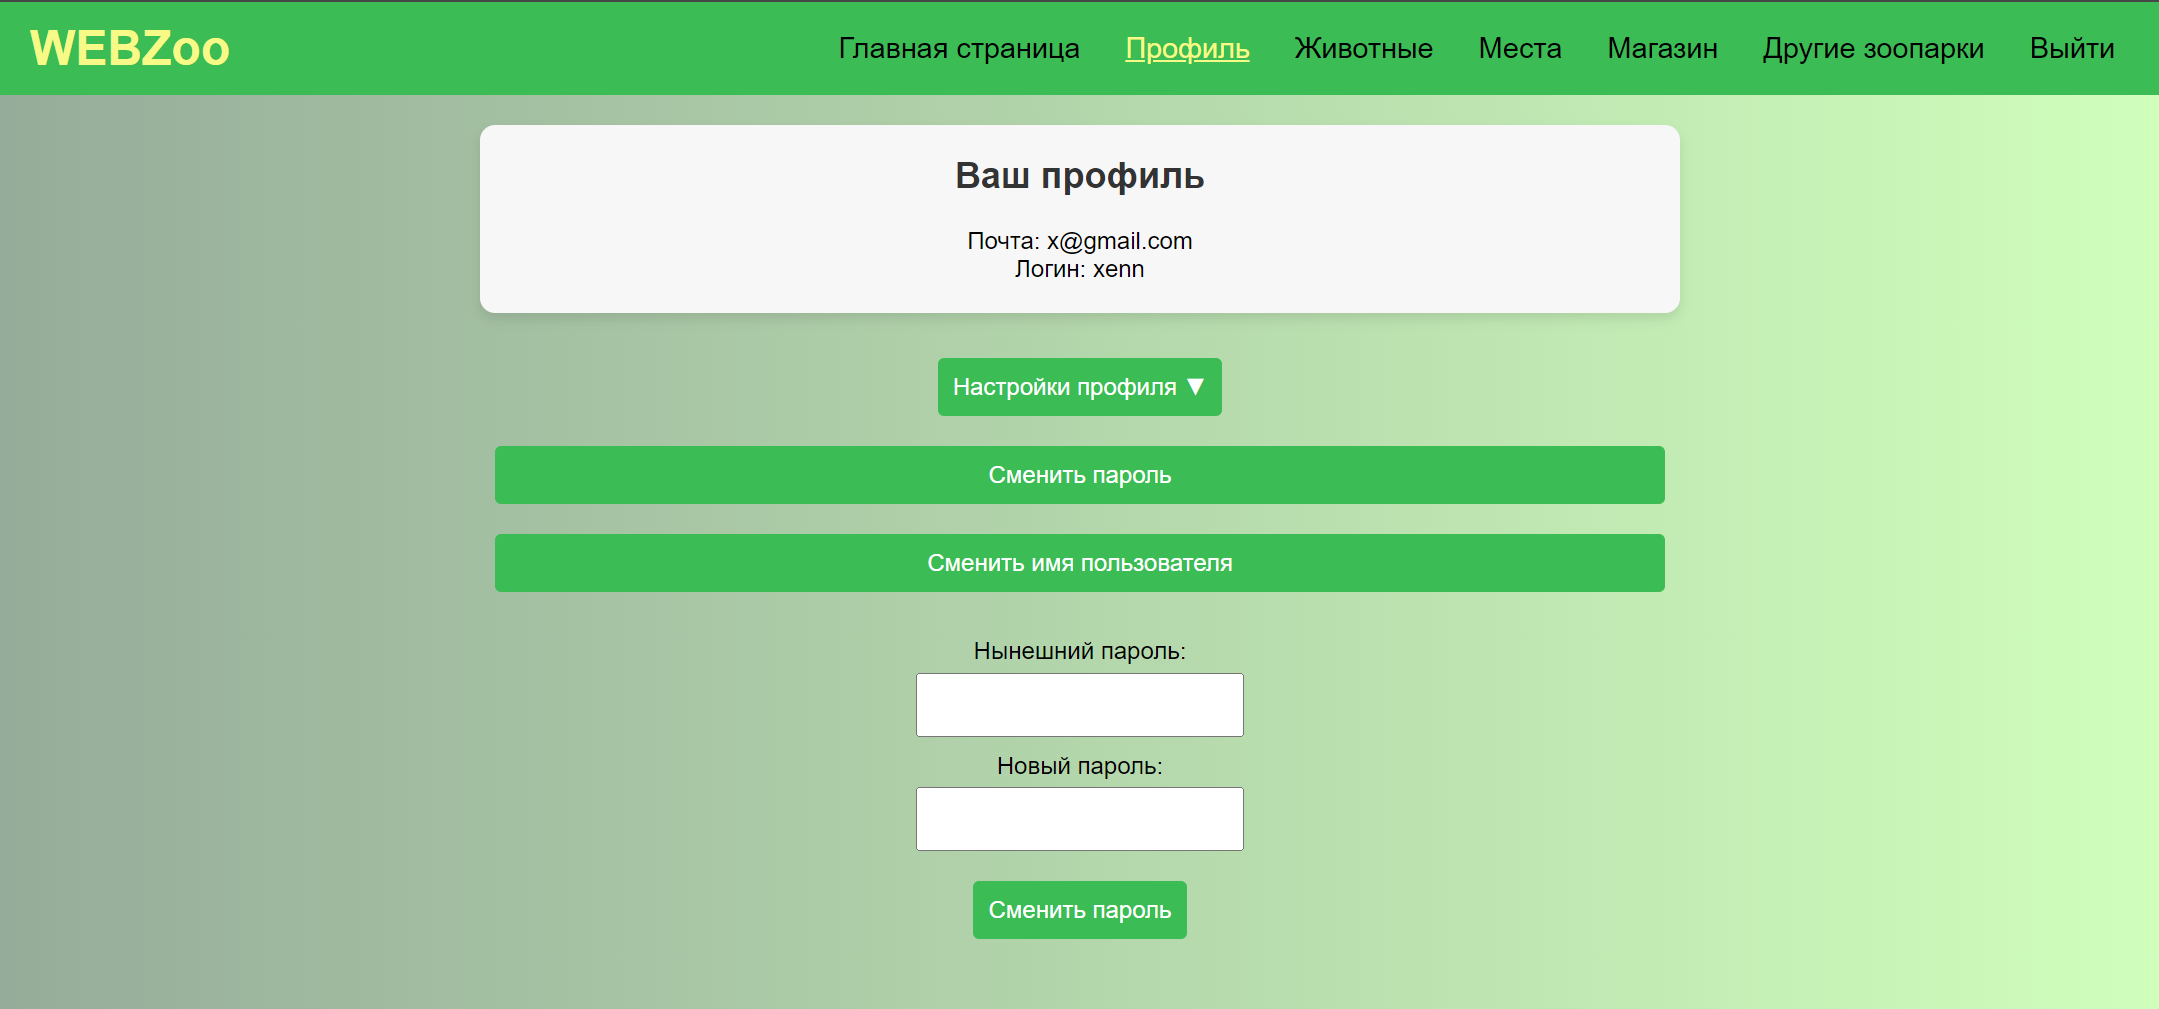 WEBZoo
Главная страница Профиль Животные Места Магазин Другие зоопарки Выйти
Ваш профиль
Почта: x@gmail.com
Логин: xenn
Настройки профиля ▼
Сменить пароль
Сменить имя пользователя
Нынешний пароль:
Новый пароль:
Сменить пароль